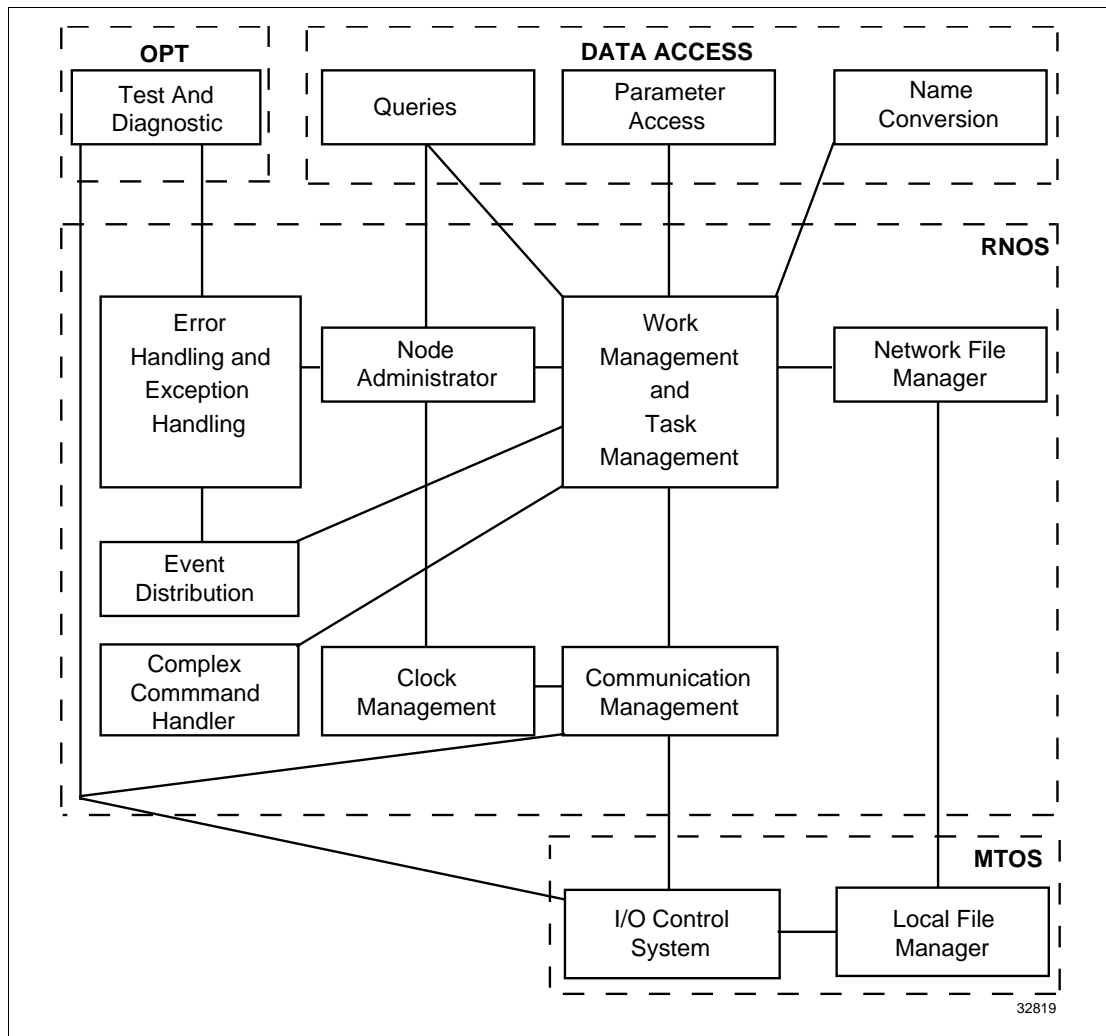 OPT
DATA ACCESS
Test And
Diagnostic
Queries
Parameter
Access
Name
Conversion
RNOS
Error
Handling and
Exception
Handling
Node
Administrator
Work
Management
and
Task
Management
Network File
Manager
Event
Distribution
Complex
Commmand
Handler
Clock
Management
Communication
Management
MTOS
I/O Control
System
Local File
Manager
32819